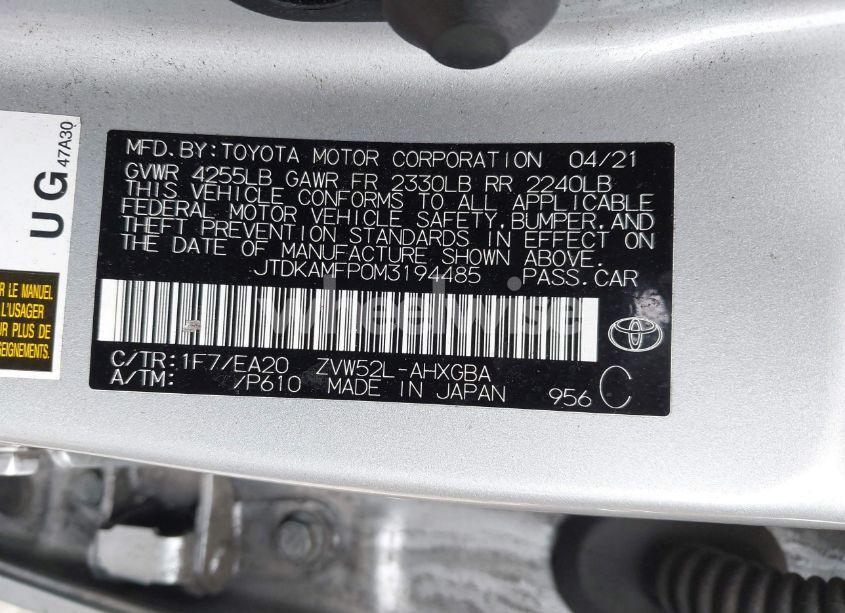 UG
47A30
R LE MANUEL
L'USAGER
UR PLUS DE
SEIGNEMENTS.
MFD.BY:TOYOTA MOTOR CORPORATION 04/21
GVWR 4255LB GAWR FR 2330LB RR 2240LB
THIS VEHICLE CONFORMS TO ALL APPLICABLE
FEDERAL MOTOR VEHICLE SAFETY,BUMPER,AND
THEFT PREVENTION STANDARDS IN EFFECT ON
THE DATE OF MANUFACTURE SHOWN ABOVE.
JTDKAMFP0M3194485 PASS.CAR
wheelwise
C/TR:1F7/EA20 ZVW52L-AHXGBA
A/TM: /P610 MADE IN JAPAN 956 C